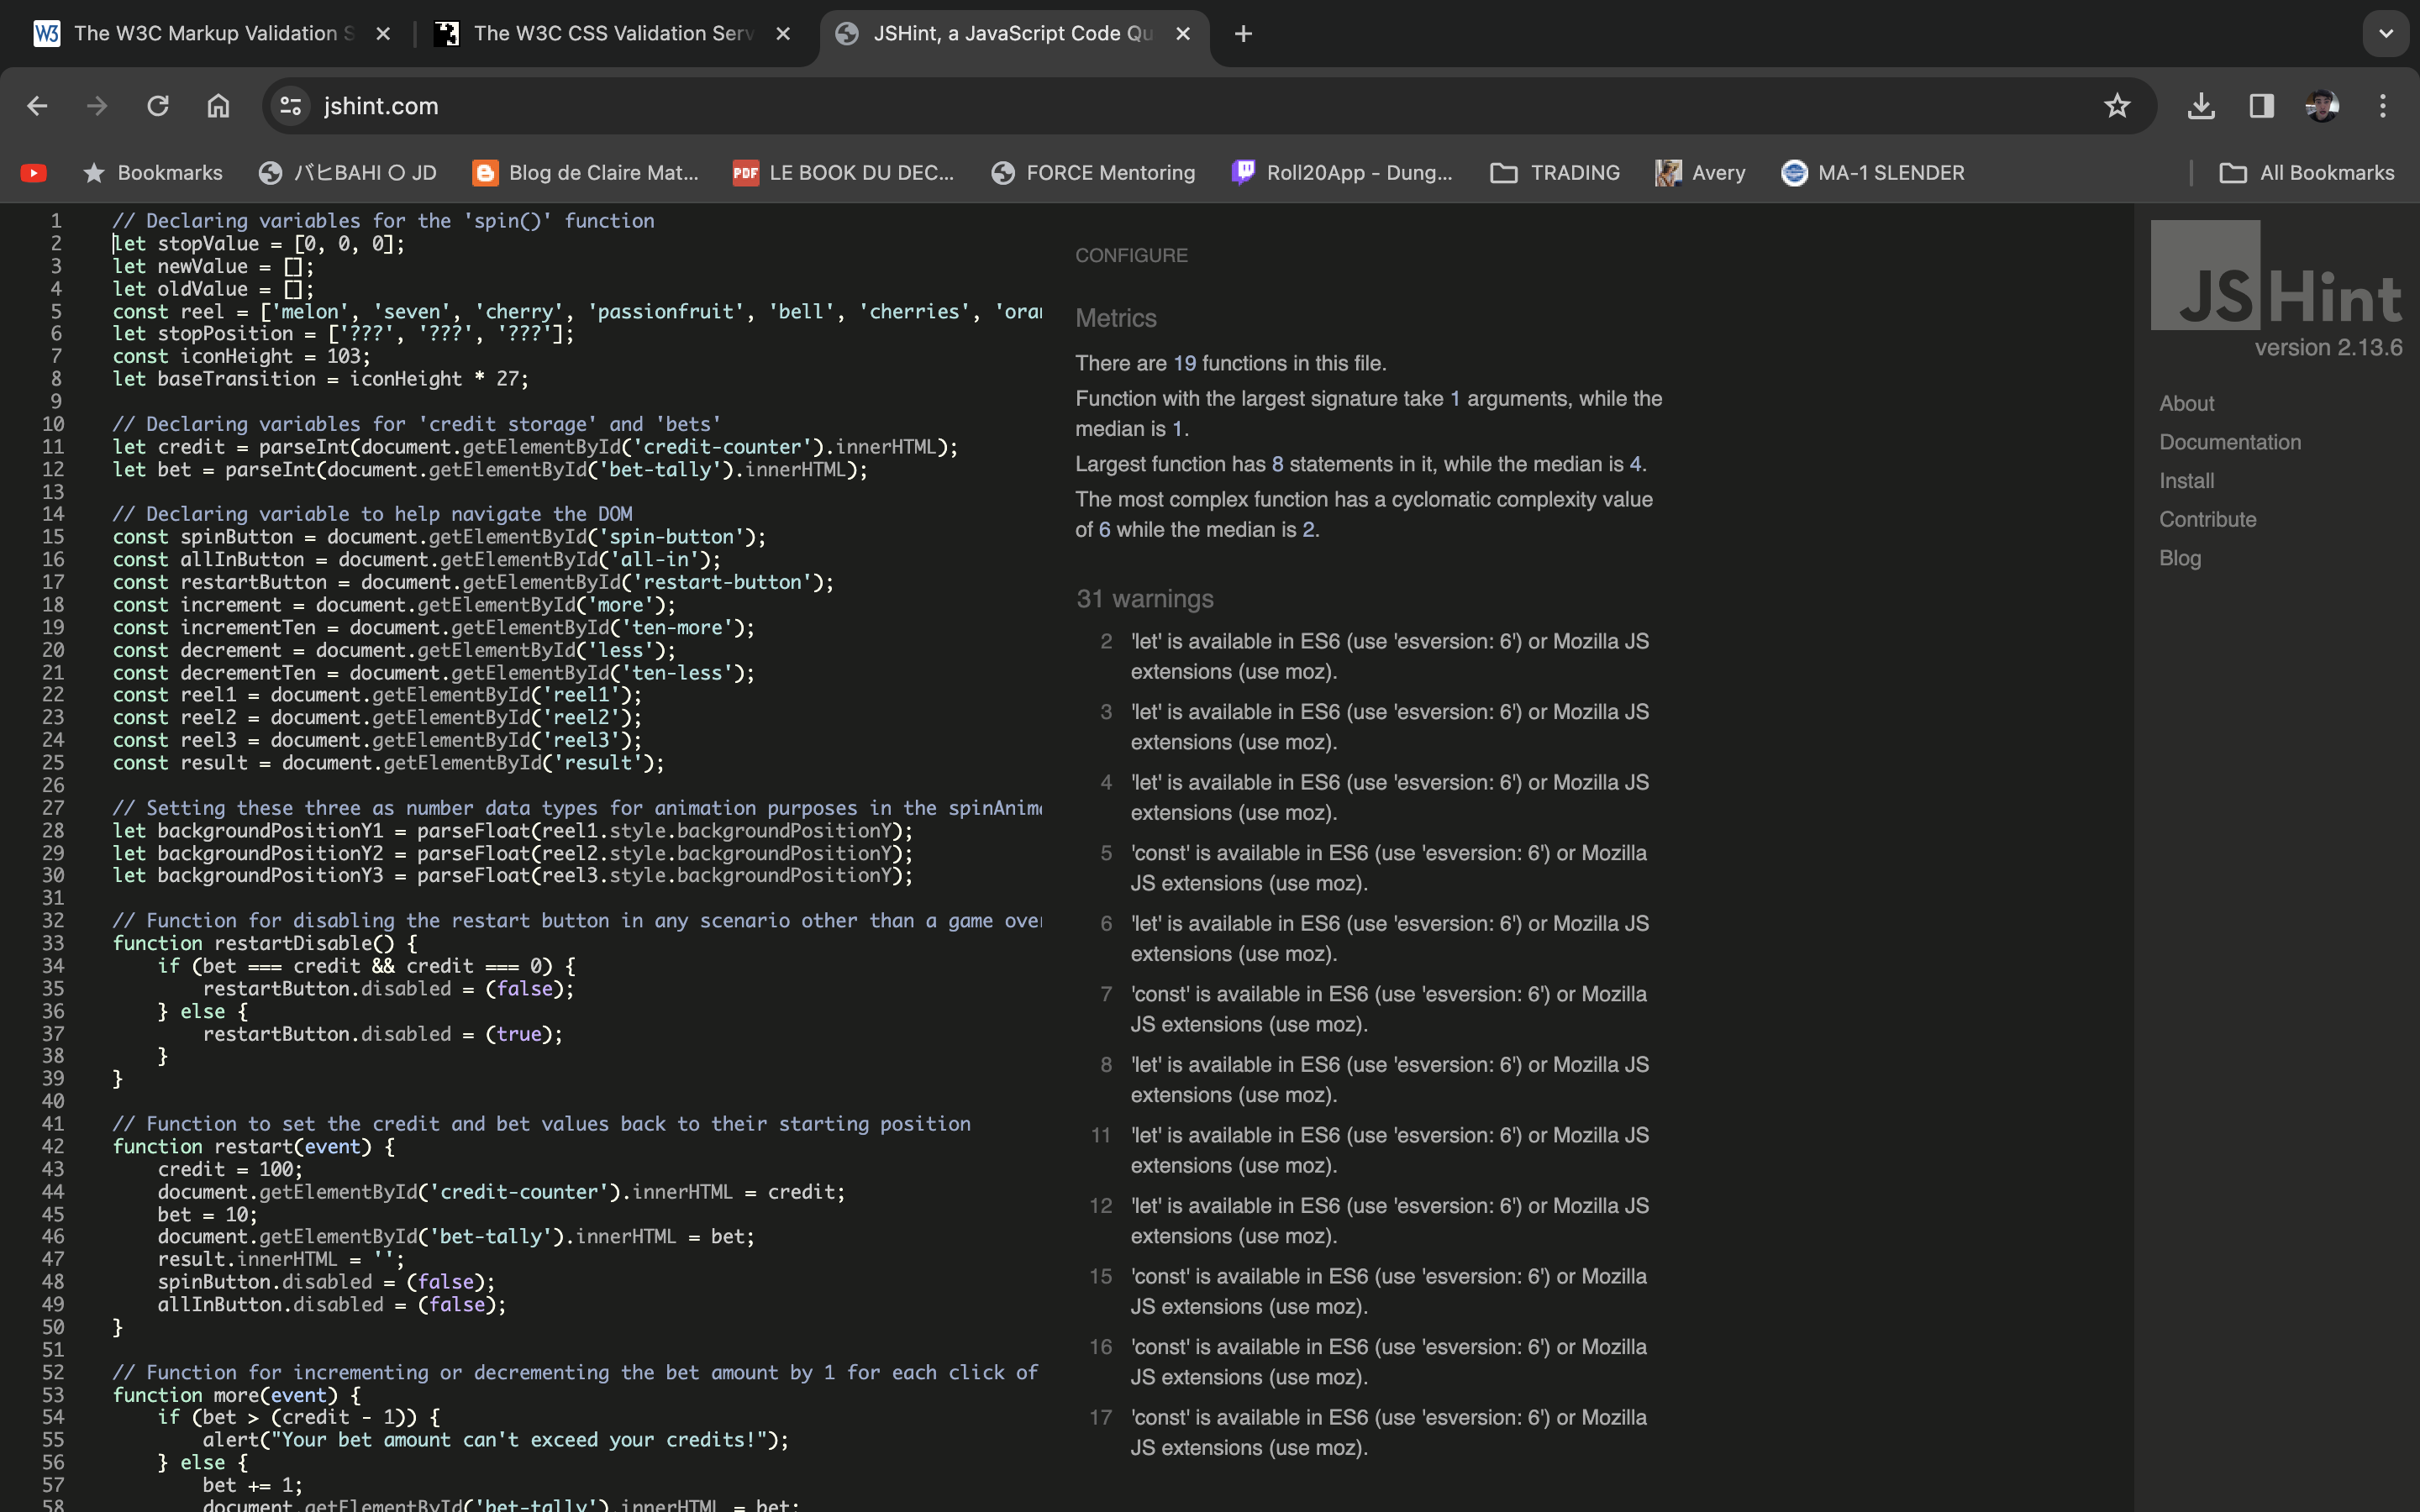 The W3C Markup Validation S
The W3C CSS Validation Serv
JSHint, a JavaScript Code Qu
jshint.com
Bookmarks
バヒBAHI 〇 JD
Blog de Claire Mat...
PDF
LE BOOK DU DEC...
FORCE Mentoring
Roll20App - Dung...
TRADING
Avery
MA-1 SLENDER
All Bookmarks
1 // Declaring variables for the 'spin()' function
2 let stopValue = [0, 0, 0];
3 let newValue = [];
4 let oldValue = [];
5 const reel = ['melon', 'seven', 'cherry', 'passionfruit', 'bell', 'cherries', 'oran
6 let stopPosition = ['???', '???', '???'];
7 const iconHeight = 103;
8 let baseTransition = iconHeight * 27;
9
10 // Declaring variables for 'credit storage' and 'bets'
11 let credit = parseInt(document.getElementById('credit-counter').innerHTML);
12 let bet = parseInt(document.getElementById('bet-tally').innerHTML);
13
14 // Declaring variable to help navigate the DOM
15 const spinButton = document.getElementById('spin-button');
16 const allInButton = document.getElementById('all-in');
17 const restartButton = document.getElementById('restart-button');
18 const increment = document.getElementById('more');
19 const incrementTen = document.getElementById('ten-more');
20 const decrement = document.getElementById('less');
21 const decrementTen = document.getElementById('ten-less');
22 const reel1 = document.getElementById('reel1');
23 const reel2 = document.getElementById('reel2');
24 const reel3 = document.getElementById('reel3');
25 const result = document.getElementById('result');
26
27 // Setting these three as number data types for animation purposes in the spinAnima
28 let backgroundPositionY1 = parseFloat(reel1.style.backgroundPositionY);
29 let backgroundPositionY2 = parseFloat(reel2.style.backgroundPositionY);
30 let backgroundPositionY3 = parseFloat(reel3.style.backgroundPositionY);
31
32 // Function for disabling the restart button in any scenario other than a game over
33 function restartDisable() {
34 if (bet === credit && credit === 0) {
35 restartButton.disabled = (false);
36 } else {
37 restartButton.disabled = (true);
38 }
39 }
40
41 // Function to set the credit and bet values back to their starting position
42 function restart(event) {
43 credit = 100;
44 document.getElementById('credit-counter').innerHTML = credit;
45 bet = 10;
46 document.getElementById('bet-tally').innerHTML = bet;
47 result.innerHTML = '';
48 spinButton.disabled = (false);
49 allInButton.disabled = (false);
50 }
51
52 // Function for incrementing or decrementing the bet amount by 1 for each click of
53 function more(event) {
54 if (bet > (credit - 1)) {
55 alert("Your bet amount can't exceed your credits!");
56 } else {
57 bet += 1;
58 document.getElementById('bet-tally').innerHTML = bet;
CONFIGURE
Metrics
There are 19 functions in this file.
Function with the largest signature take 1 arguments, while the
median is 1.
Largest function has 8 statements in it, while the median is 4.
The most complex function has a cyclomatic complexity value
of 6 while the median is 2.
31 warnings
2 'let' is available in ES6 (use 'esversion: 6') or Mozilla JS
extensions (use moz).
3 'let' is available in ES6 (use 'esversion: 6') or Mozilla JS
extensions (use moz).
4 'let' is available in ES6 (use 'esversion: 6') or Mozilla JS
extensions (use moz).
5 'const' is available in ES6 (use 'esversion: 6') or Mozilla
JS extensions (use moz).
6 'let' is available in ES6 (use 'esversion: 6') or Mozilla JS
extensions (use moz).
7 'const' is available in ES6 (use 'esversion: 6') or Mozilla
JS extensions (use moz).
8 'let' is available in ES6 (use 'esversion: 6') or Mozilla JS
extensions (use moz).
11 'let' is available in ES6 (use 'esversion: 6') or Mozilla JS
extensions (use moz).
12 'let' is available in ES6 (use 'esversion: 6') or Mozilla JS
extensions (use moz).
15 'const' is available in ES6 (use 'esversion: 6') or Mozilla
JS extensions (use moz).
16 'const' is available in ES6 (use 'esversion: 6') or Mozilla
JS extensions (use moz).
17 'const' is available in ES6 (use 'esversion: 6') or Mozilla
JS extensions (use moz).
JSHint
version 2.13.6
About
Documentation
Install
Contribute
Blog